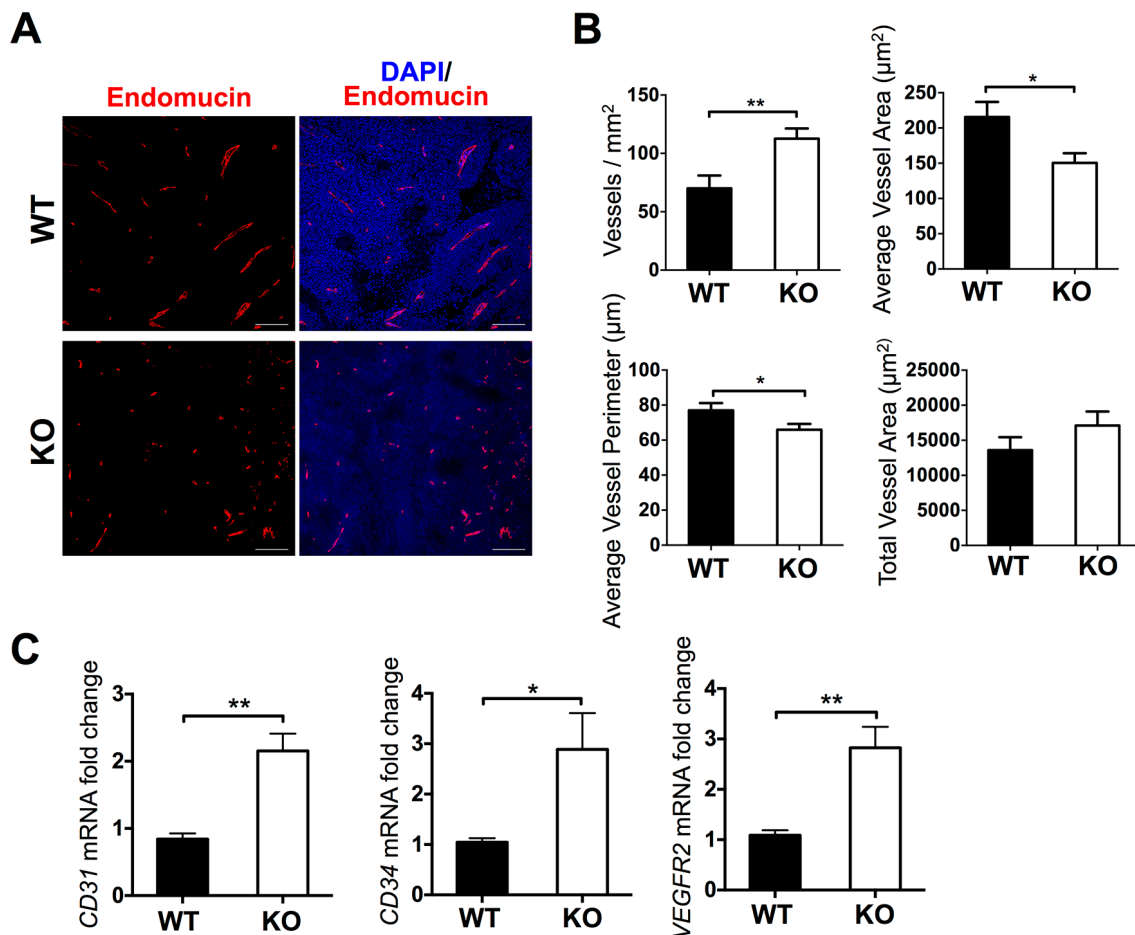 A
Endomucin
DAPI/
Endomucin
WT
KO
B
Vessels / mm²
150
100
50
0
**
WT KO
Average Vessel Area (µm²)
250
200
150
100
50
0
*
WT KO
Average Vessel Perimeter (µm)
100
80
60
40
20
0
*
WT KO
Total Vessel Area (µm²)
25000
20000
15000
10000
5000
0
WT KO
C
CD31 mRNA fold change
3
2
1
0
**
WT KO
CD34 mRNA fold change
4
3
2
1
0
*
WT KO
VEGFR2 mRNA fold change
4
3
2
1
0
**
WT KO